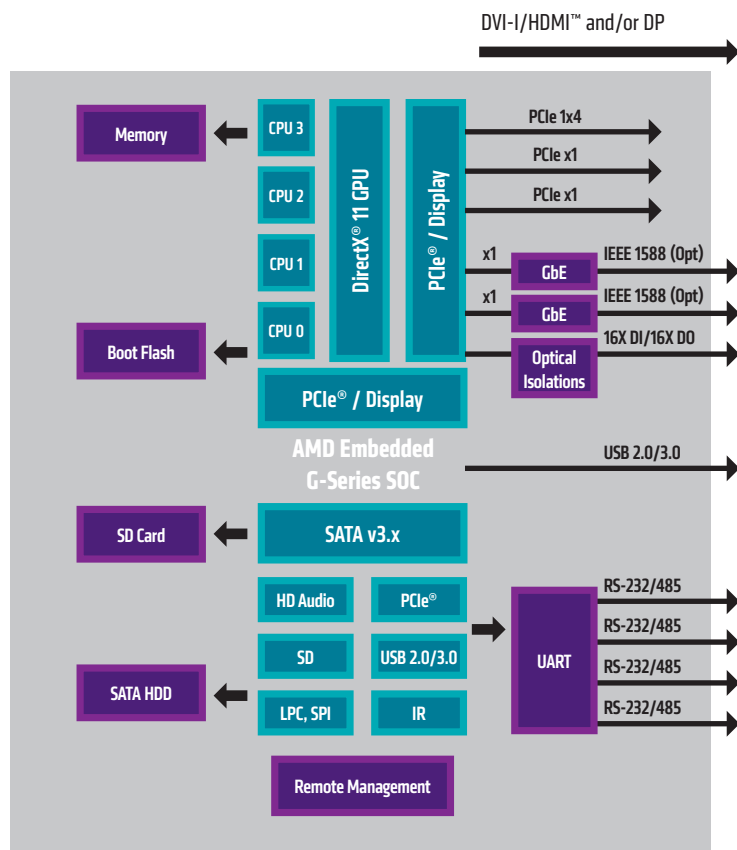 DVI-I/HDMI™ and/or DP
Memory
CPU 3
CPU 2
CPU 1
CPU 0
DirectX® 11 GPU
PCIe® / Display
PCIe 1x4
PCIe x1
PCIe x1
x1
GbE
IEEE 1588 (Opt)
x1
GbE
IEEE 1588 (Opt)
16X DI/16X DO
Optical
Isolations
Boot Flash
PCIe® / Display
AMD Embedded
G-Series SOC
USB 2.0/3.0
SD Card
SATA v3.x
HD Audio
PCIe®
SD
USB 2.0/3.0
LPC, SPI
IR
UART
RS-232/485
RS-232/485
RS-232/485
RS-232/485
SATA HDD
Remote Management